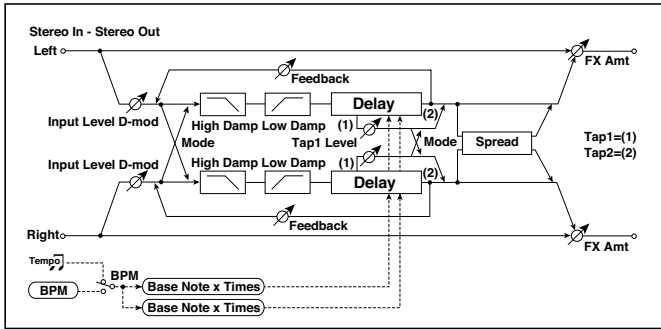 Stereo In - Stereo Out
Left
FX Amt
Feedback
Delay
Input Level D-mod
High Damp Low Damp
(1)
(2)
Tap1 Level
Mode
Mode
Spread
Tap1=(1)
Tap2=(2)
Input Level D-mod
High Damp Low Damp
(1)
Delay
(2)
Feedback
Right
FX Amt
Tempo
BPM
BPM
Base Note x Times
Base Note x Times